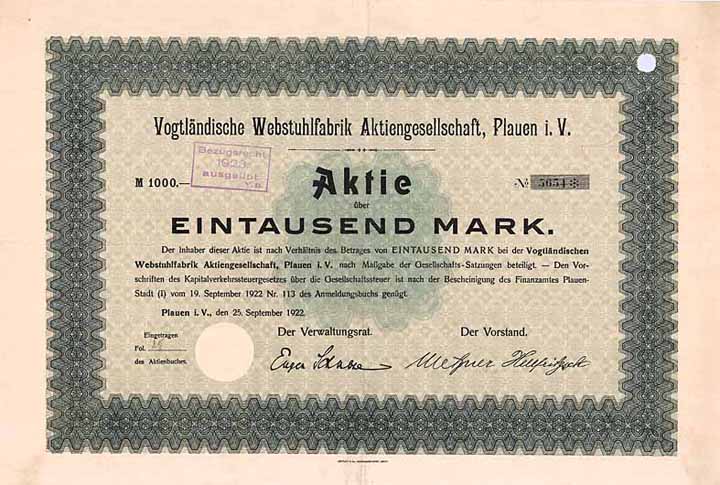 Vogtländische Webstuhlfabrik Aktiengesellschaft, Plauen i. V.
Bezugsrecht
1923
ausgeübt
M 1000.—
Aktie
№ 5654
über
EINTAUSEND MARK.
Der Inhaber dieser Aktie ist nach Verhältnis des Betrages von EINTAUSEND MARK bei der Vogtländischen
Webstuhlfabrik Aktiengesellschaft, Plauen i. V. nach Maßgabe der Gesellschafts-Satzungen beteiligt. — Den Vor-
schriften des Kapitalverkehrssteuergesetzes über die Gesellschaftssteuer ist nach der Bescheinigung des Finanzamtes Plauen-
Stadt (I) vom 19. September 1922 Nr. 113 des Anmeldungsbuchs genügt.
Plauen i. V., den 25. September 1922.
Eingetragen
Der Verwaltungsrat.
Der Vorstand.
Fol.
des Aktienbuches.